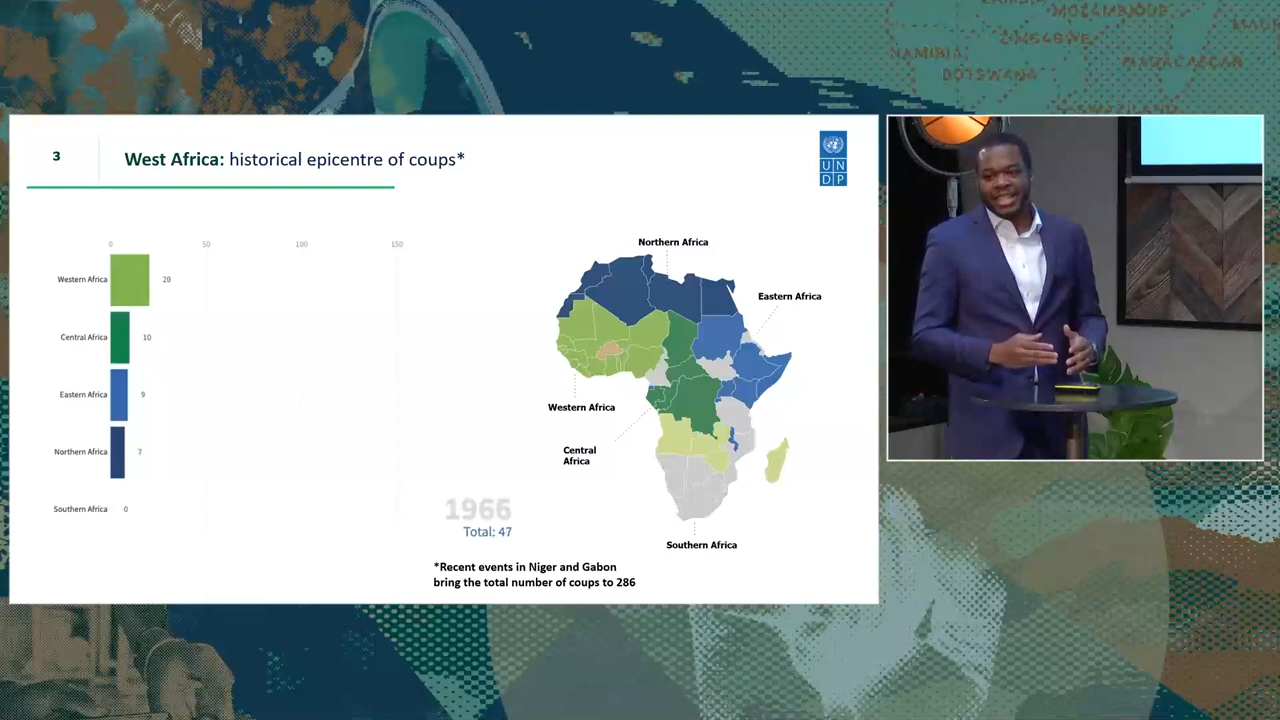 MOZAMBIQUE
ZIMBABWE
NAMIBIA
MADAGASCAR
BOTSWANA
SWAZILAND
3
West Africa: historical epicentre of coups*
UN
DP
0 50 100 150
Western Africa 20
Central Africa 10
Eastern Africa 9
Northern Africa 7
Southern Africa 0
1966
Total: 47
Northern Africa
Eastern Africa
Western Africa
Central
Africa
Southern Africa
*Recent events in Niger and Gabon
bring the total number of coups to 286